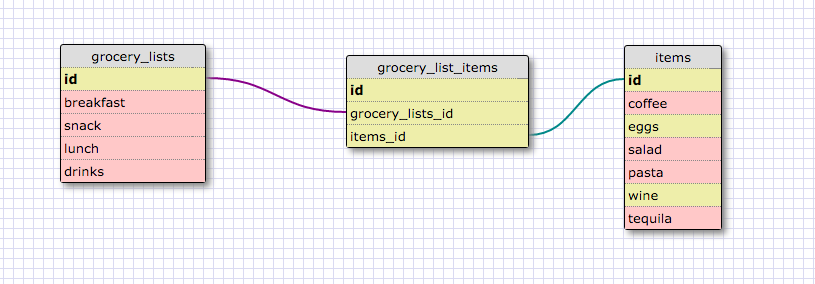 grocery_lists
id
breakfast
snack
lunch
drinks
grocery_list_items
id
grocery_lists_id
items_id
items
id
coffee
eggs
salad
pasta
wine
tequila